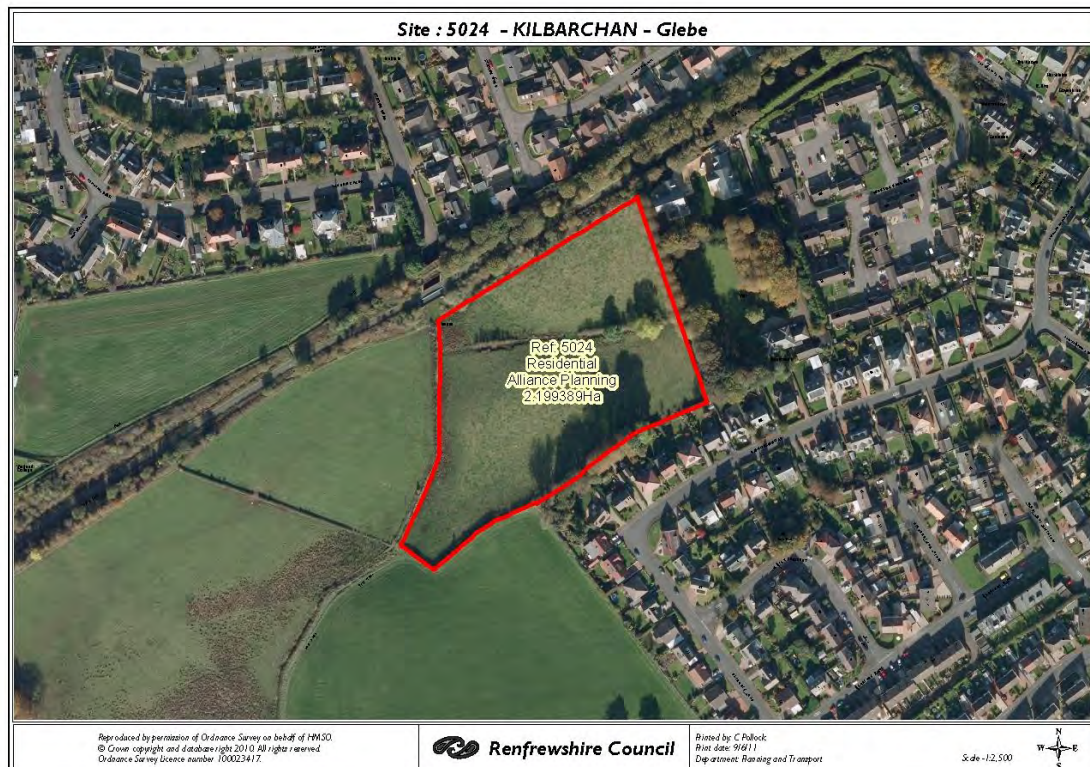 Site : 5024 - KILBARCHAN - Glebe
Ref: 5024
Residential
Alliance Planning
2.199389Ha
Reproduced by permission of Ordnance Survey on behalf of HMSO.
© Crown copyright and database right 2010. All rights reserved.
Ordnance Survey Licence number 100023417.
Renfrewshire Council
Printed by: C Pollock
Print date: 9/6/11
Department: Planning and Transport
Scale -1:2,500
N
W E
S